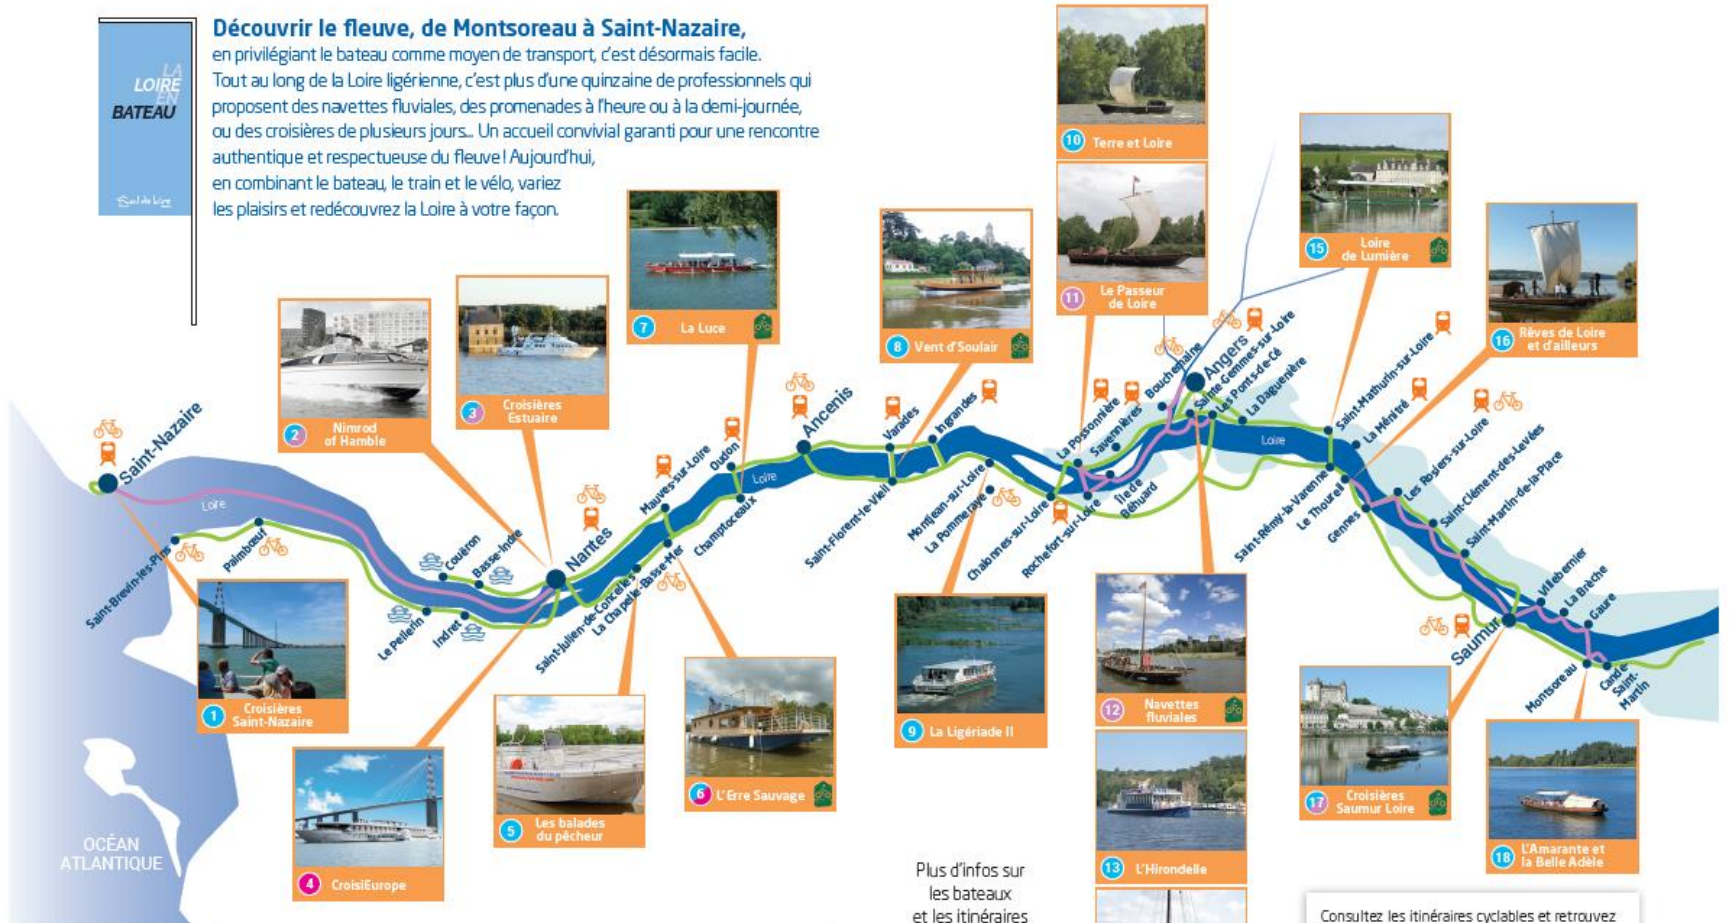 LA
LOIRE
EN
BATEAU
Découvrir le fleuve, de Montsoreau à Saint-Nazaire,
en privilégiant le bateau comme moyen de transport, c'est désormais facile.
Tout au long de la Loire ligérienne, c'est plus d'une quinzaine de professionnels qui
proposent des navettes fluviales, des promenades à l'heure ou à la demi-journée,
ou des croisières de plusieurs jours... Un accueil convivial garanti pour une rencontre
authentique et respectueuse du fleuve! Aujourd'hui,
en combinant le bateau, le train et le vélo, variez
les plaisirs et redécouvrez la Loire à votre façon.
10 Terre et Loire
11 Le Passeur
de Loire
15 Loire
de Lumière
16 Rêves de Loire
et d'ailleurs
7 La Luce
8 Vent d'Soulair
3 Croisières
Estuaire
2 Nimrod
of Hamble
Saint-Nazaire
Loire
Saint-Brevin-les-Pins
Paimbœuf
Couëron
Basse-Indre
Le Pellerin
Indret
Nantes
Saint-Julien-de-Concelles
La Chapelle-Basse-Mer
Mauves-sur-Loire
Oudon
Loire
Champtoceaux
Ancenis
Varades
Saint-Florent-le-Vieil
Ingrandes
Montjean-sur-Loire
La Pommeraye
Chalonnes-sur-Loire
La Possonnière
Savennières
Rochefort-sur-Loire
Île de
Béhuard
Bouchemaine
Angers
Sainte-Gemmes-sur-Loire
Les Ponts-de-Cé
La Daguenière
Loire
Saint-Mathurin-sur-Loire
La Ménitré
Saint-Rémy-la-Varenne
Le Thoureil
Gennes
Les Rosiers-sur-Loire
Saint-Clément-des-Levées
Saint-Martin-de-la-Place
Saumur
Villebernier
La Brèche
Gaure
Montsoreau
Cande-
Saint-
Martin
1 Croisières
Saint-Nazaire
4 CroisiEurope
5 Les balades
du pêcheur
6 L'Erre Sauvage
9 La Ligériade II
12 Navettes
fluviales
13 L'Hirondelle
17 Croisières
Saumur Loire
18 L'Amarante et
la Belle Adèle
OCÉAN
ATLANTIQUE
Plus d'infos sur
les bateaux
et les itinéraires
Consultez les itinéraires cyclables et retrouvez